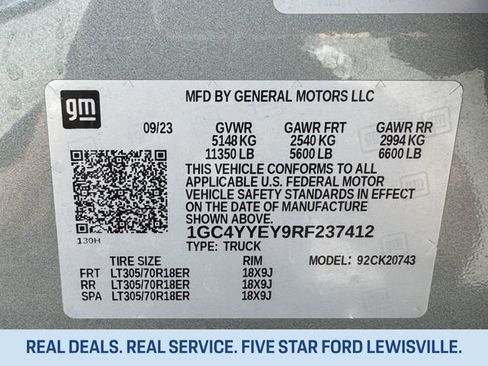 gm
MFD BY GENERAL MOTORS LLC
09/23 GVWR GAWR FRT GAWR RR
5148 KG 2540 KG 2994 KG
11350 LB 5600 LB 6600 LB
THIS VEHICLE CONFORMS TO ALL
APPLICABLE U.S. FEDERAL MOTOR
VEHICLE SAFETY STANDARDS IN
EFFECT ON THE DATE OF
MANUFACTURE SHOWN ABOVE.
1GC4YYEY9RF237412
130H
TYPE: TRUCK
TIRE SIZE RIM MODEL: 92CK20743
FRT LT305/70R18ER 18X9J
RR LT305/70R18ER 18X9J
SPA LT305/70R18ER 18X9J
REAL DEALS. REAL SERVICE. FIVE STAR FORD LEWISVILLE.